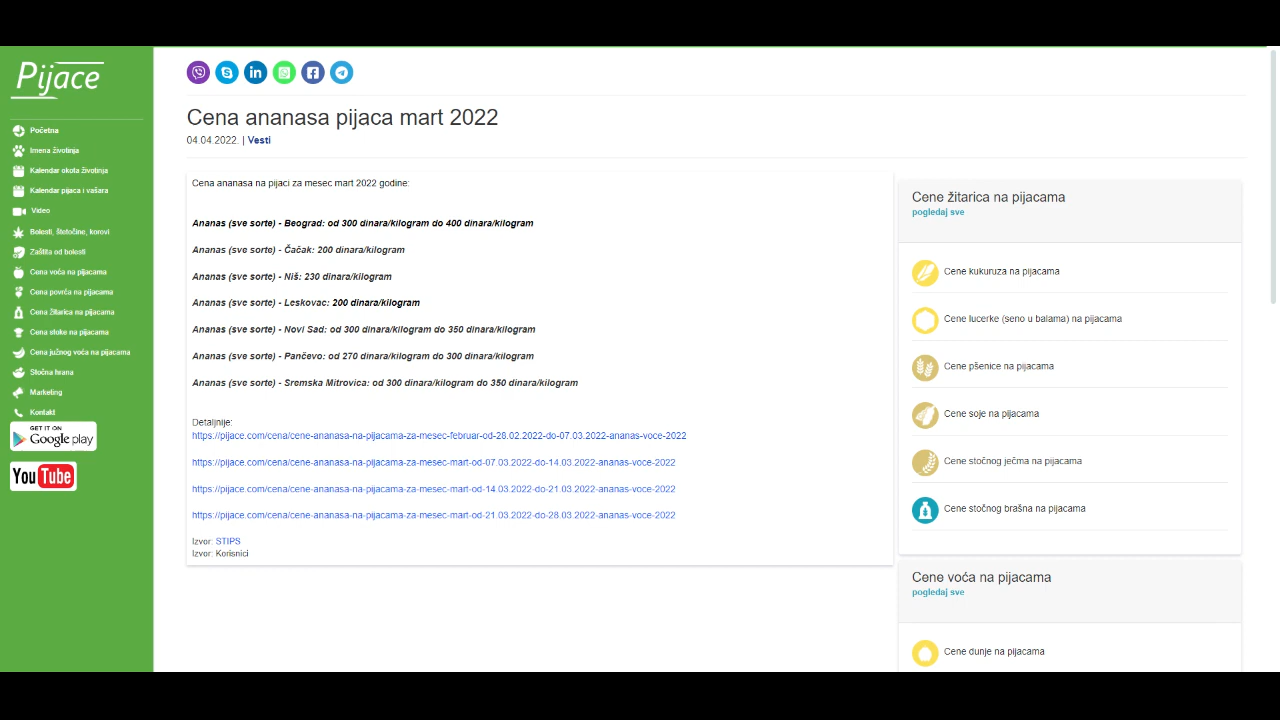 Pijace
Početna
Imena životinja
Kalendar okota životinja
Kalendar pijaca i vašara
Video
Bolesti, štetočine, korovi
Zaštita od bolesti
Cena voća na pijacama
Cena povrća na pijacama
Cena žitarica na pijacama
Cena stoke na pijacama
Cena južnog voća na pijacama
Stočna hrana
Marketing
Kontakt
GET IT ON
Google play
YouTube
Cena ananasa pijaca mart 2022
04.04.2022. | Vesti
Cena ananasa na pijaci za mesec mart 2022 godine:
Ananas (sve sorte) - Beograd: od 300 dinara/kilogram do 400 dinara/kilogram
Ananas (sve sorte) - Čačak: 200 dinara/kilogram
Ananas (sve sorte) - Niš: 230 dinara/kilogram
Ananas (sve sorte) - Leskovac: 200 dinara/kilogram
Ananas (sve sorte) - Novi Sad: od 300 dinara/kilogram do 350 dinara/kilogram
Ananas (sve sorte) - Pančevo: od 270 dinara/kilogram do 300 dinara/kilogram
Ananas (sve sorte) - Sremska Mitrovica: od 300 dinara/kilogram do 350 dinara/kilogram
Detaljnije:
https://pijace.com/cena/cene-ananasa-na-pijacama-za-mesec-februar-od-28.02.2022-do-07.03.2022-ananas-voce-2022
https://pijace.com/cena/cene-ananasa-na-pijacama-za-mesec-mart-od-07.03.2022-do-14.03.2022-ananas-voce-2022
https://pijace.com/cena/cene-ananasa-na-pijacama-za-mesec-mart-od-14.03.2022-do-21.03.2022-ananas-voce-2022
https://pijace.com/cena/cene-ananasa-na-pijacama-za-mesec-mart-od-21.03.2022-do-28.03.2022-ananas-voce-2022
Izvor: STIPS
Izvor: Korisnici
Cene žitarica na pijacama
pogledaj sve
Cene kukuruza na pijacama
Cene lucerke (seno u balama) na pijacama
Cene pšenice na pijacama
Cene soje na pijacama
Cene stočnog ječma na pijacama
Cene stočnog brašna na pijacama
Cene voća na pijacama
pogledaj sve
Cene dunje na pijacama